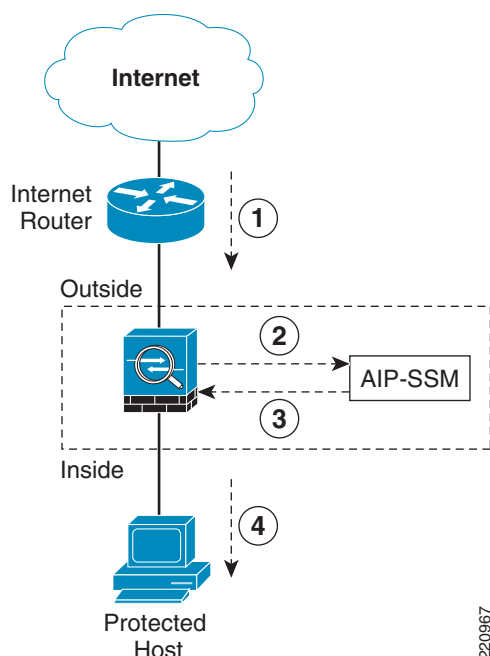 Internet
Internet
Router
1
Outside
2
AIP-SSM
3
Inside
4
Protected
Host
220967